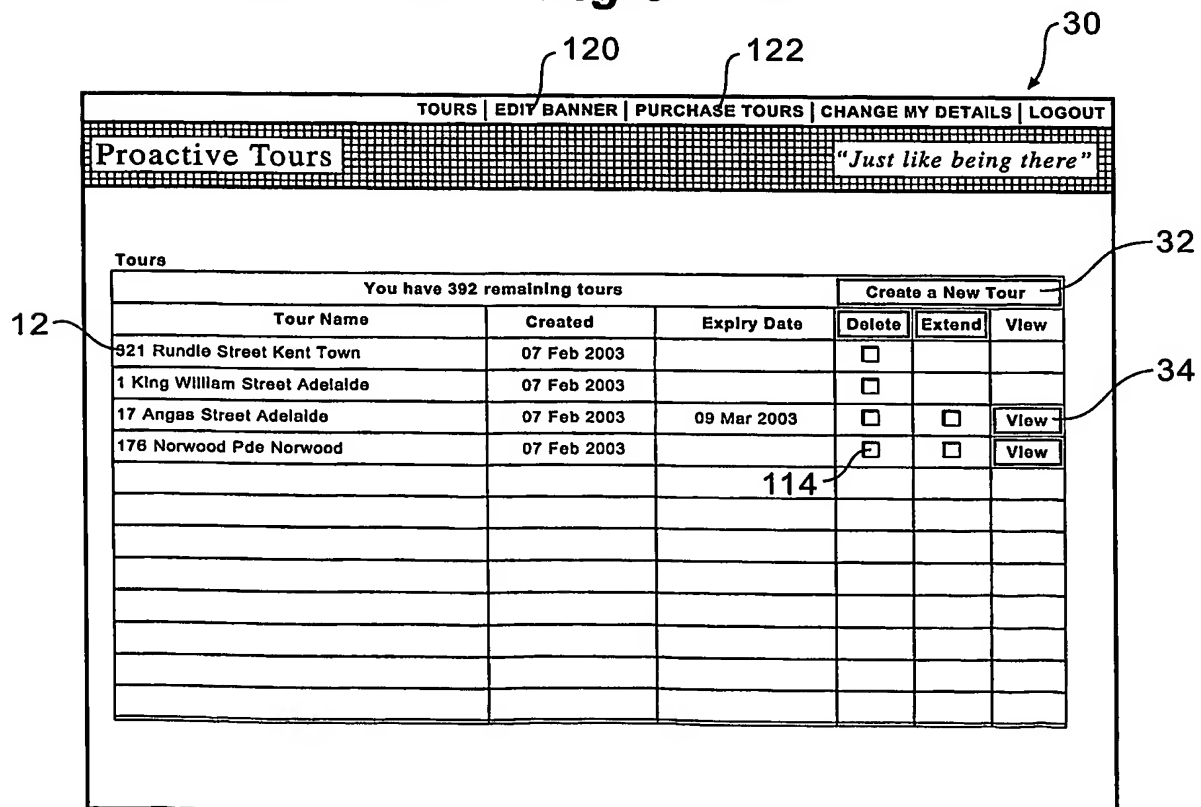 120 122 30
TOURS | EDIT BANNER | PURCHASE TOURS | CHANGE MY DETAILS | LOGOUT
Proactive Tours "Just like being there"
32
Tours
You have 392 remaining tours Create a New Tour
12 Tour Name Created Expiry Date Delete Extend View
921 Rundle Street Kent Town 07 Feb 2003
1 King William Street Adelaide 07 Feb 2003
34
17 Angas Street Adelaide 07 Feb 2003 09 Mar 2003 View
176 Norwood Pde Norwood 07 Feb 2003 View
114